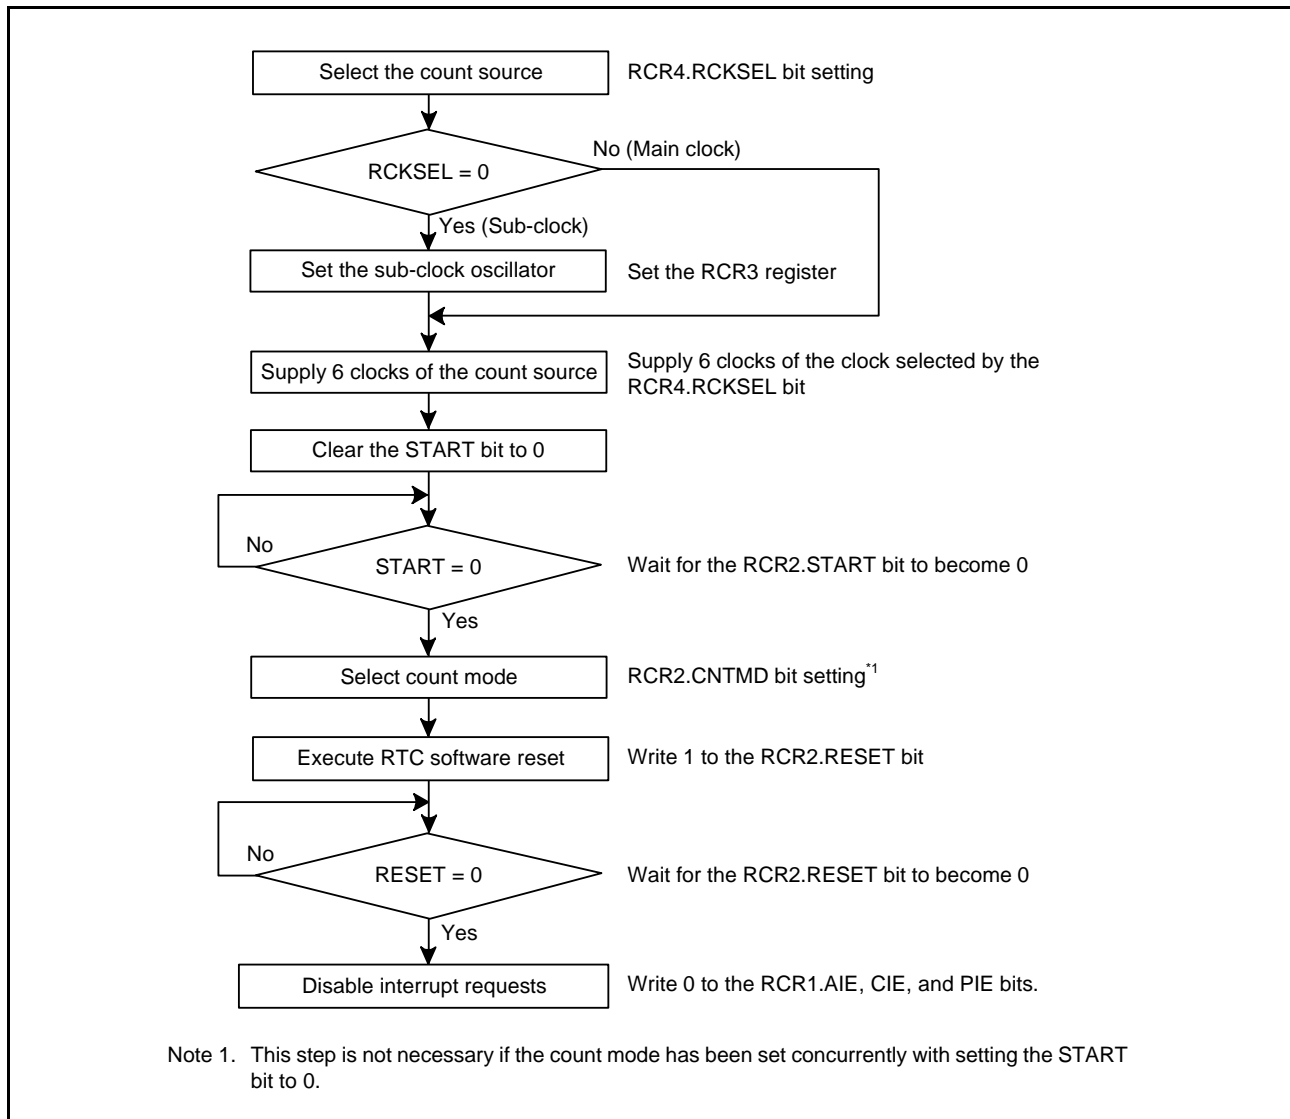 Select the count source
RCR4.RCKSEL bit setting
No (Main clock)
RCKSEL = 0
Yes (Sub-clock)
Set the sub-clock oscillator
Set the RCR3 register
Supply 6 clocks of the count source
Supply 6 clocks of the clock selected by the
RCR4.RCKSEL bit
Clear the START bit to 0
No
START = 0
Wait for the RCR2.START bit to become 0
Yes
Select count mode
RCR2.CNTMD bit setting*1
Execute RTC software reset
Write 1 to the RCR2.RESET bit
No
RESET = 0
Wait for the RCR2.RESET bit to become 0
Yes
Disable interrupt requests
Write 0 to the RCR1.AIE, CIE, and PIE bits.
Note 1. This step is not necessary if the count mode has been set concurrently with setting the START
bit to 0.